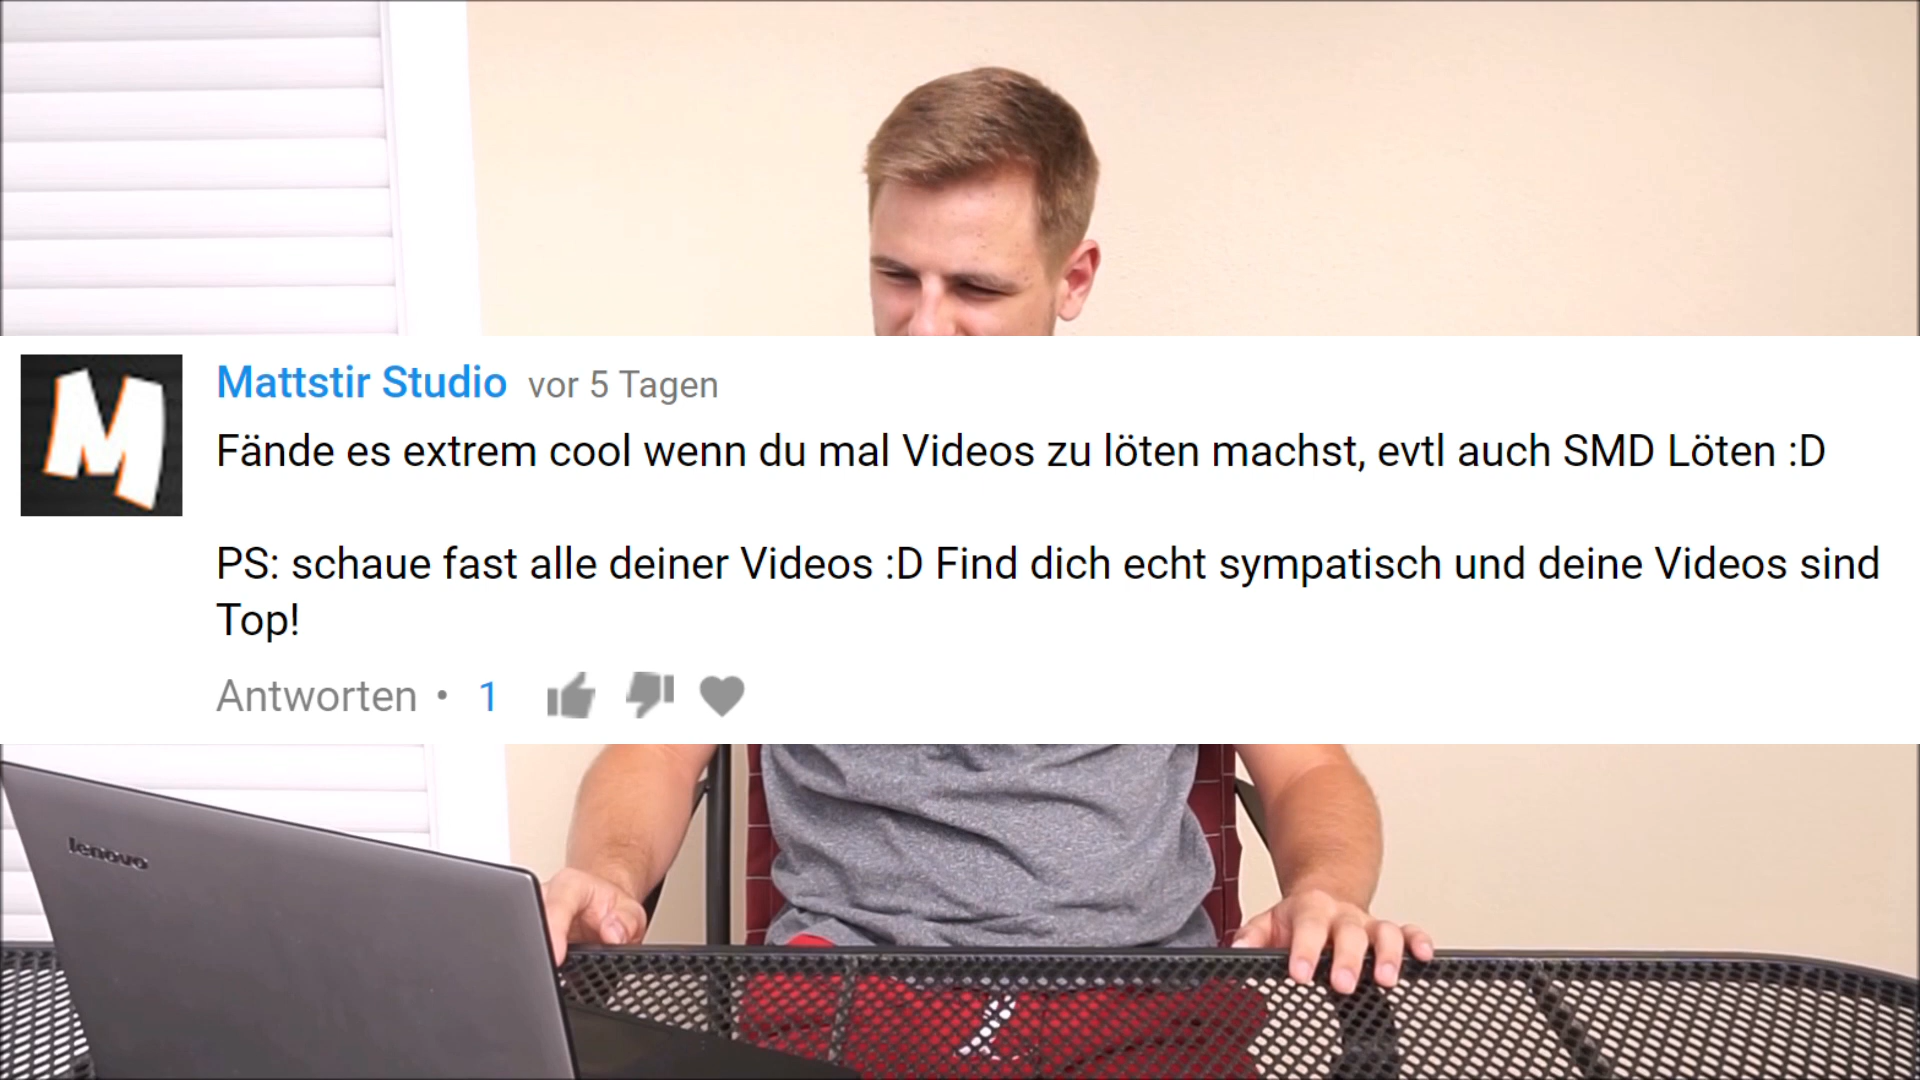 Mattstir Studio vor 5 Tagen
Fände es extrem cool wenn du mal Videos zu löten machst, evtl auch SMD Löten :D
PS: schaue fast alle deiner Videos :D Find dich echt sympatisch und deine Videos sind
Top!
Antworten • 1
lenovo